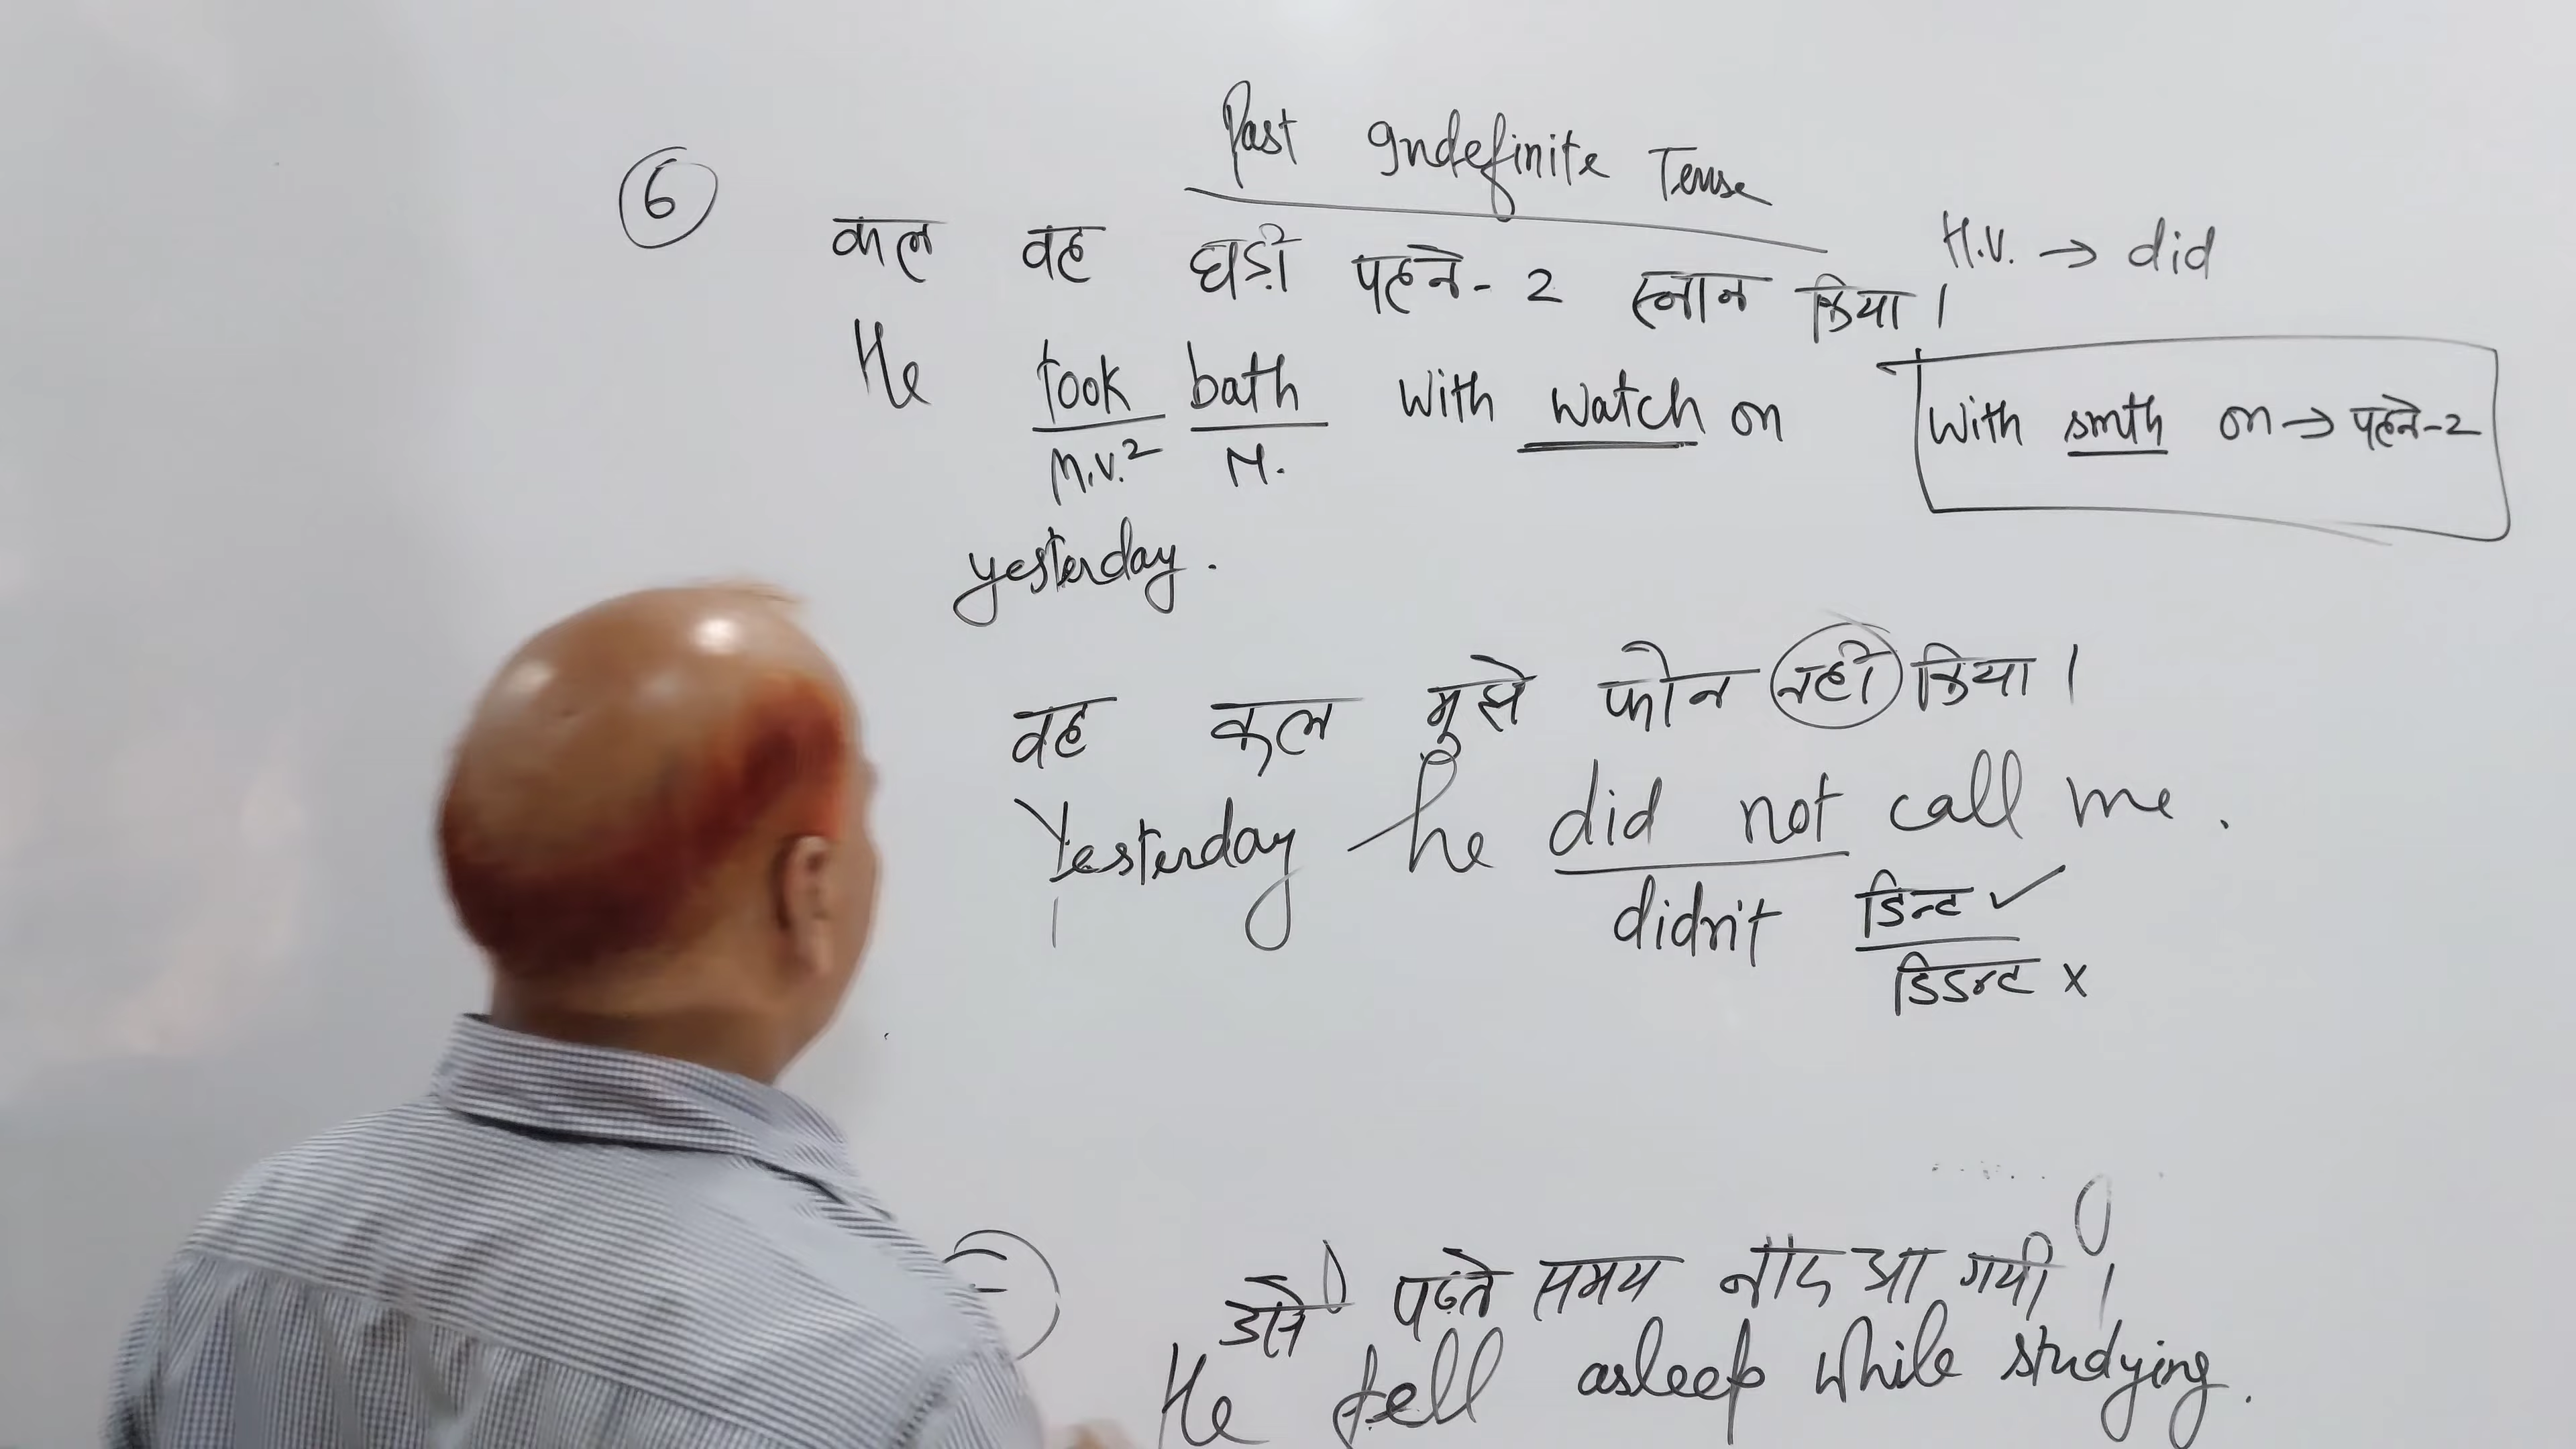 Past Indefinite Tense
⑥ कल वह घड़ी पहने-2 स्नान किया।
H.V. → did
He took bath with watch on
M.V.² N.
With smth on → पहने-2
yesterday.
वह कल मुझे फोन नहीं किया।
Yesterday he did not call me.
didn't डिन्ट ✓
डिडन्ट x
उसे पढ़ते समय नींद आ गयी।
He fell asleep while studying.